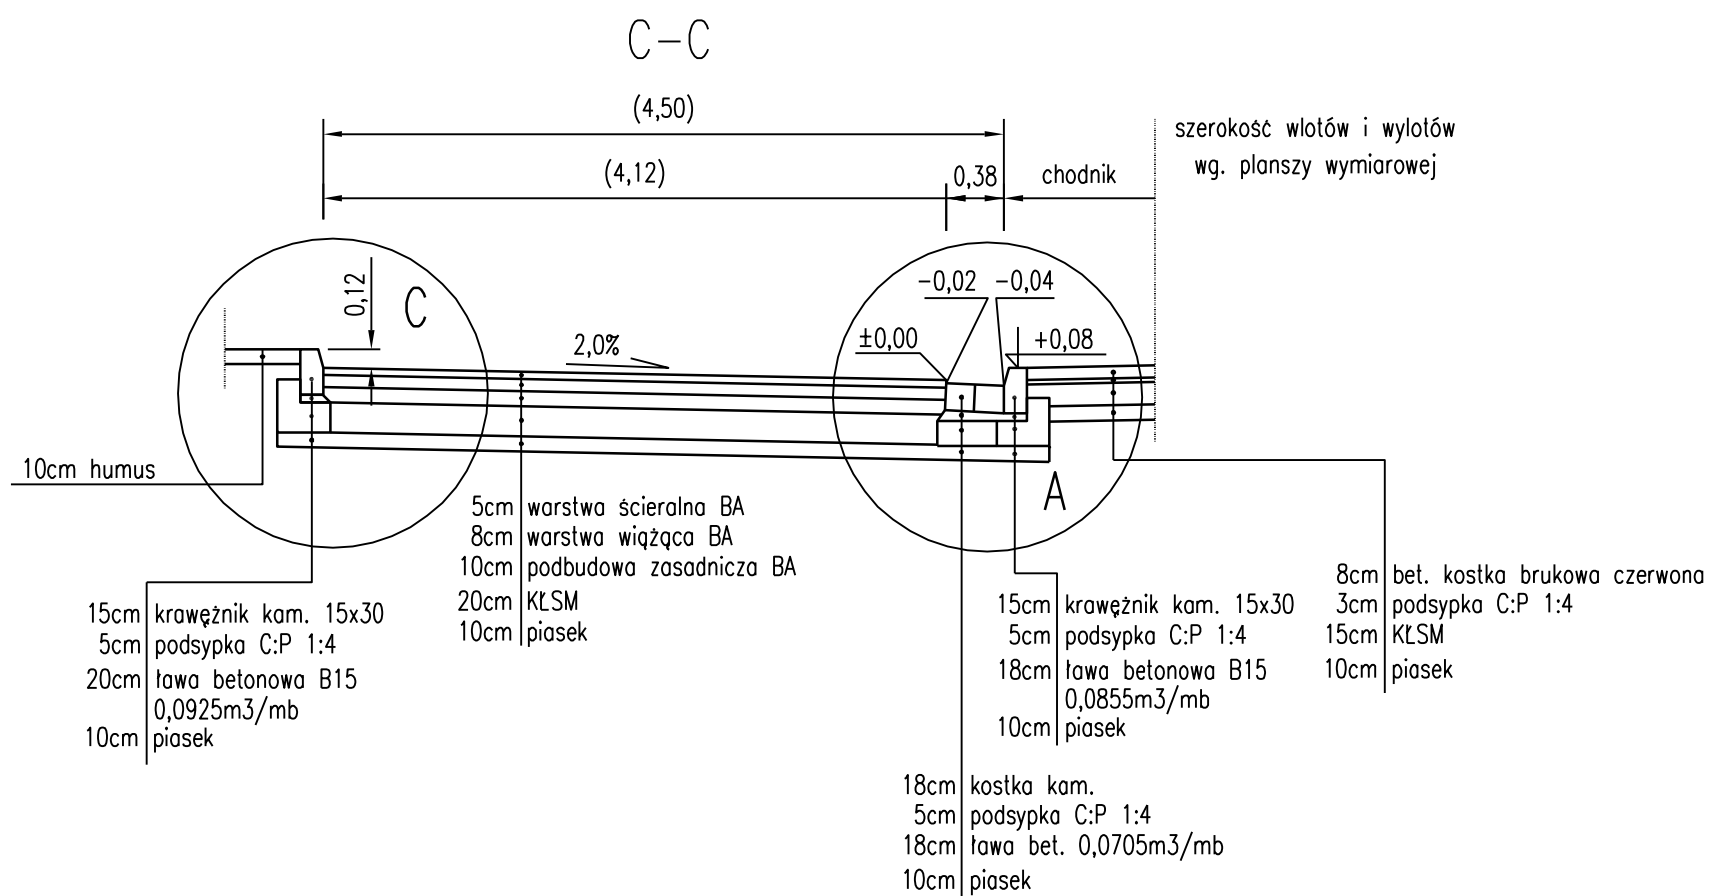 C-C
(4,50)
szerokość wlotów i wylotów
wg. planszy wymiarowej
(4,12)
0,38
chodnik
0,12
C
-0,02
-0,04
±0,00
+0,08
2,0%
A
10cm humus
5cm warstwa ścieralna BA
8cm warstwa wiążąca BA
10cm podbudowa zasadnicza BA
20cm KŁSM
10cm piasek
15cm krawężnik kam. 15x30
5cm podsypka C:P 1:4
20cm ława betonowa B15
0,0925m3/mb
10cm piasek
15cm krawężnik kam. 15x30
5cm podsypka C:P 1:4
18cm ława betonowa B15
0,0855m3/mb
10cm piasek
8cm bet. kostka brukowa czerwona
3cm podsypka C:P 1:4
15cm KŁSM
10cm piasek
18cm kostka kam.
5cm podsypka C:P 1:4
18cm ława bet. 0,0705m3/mb
10cm piasek